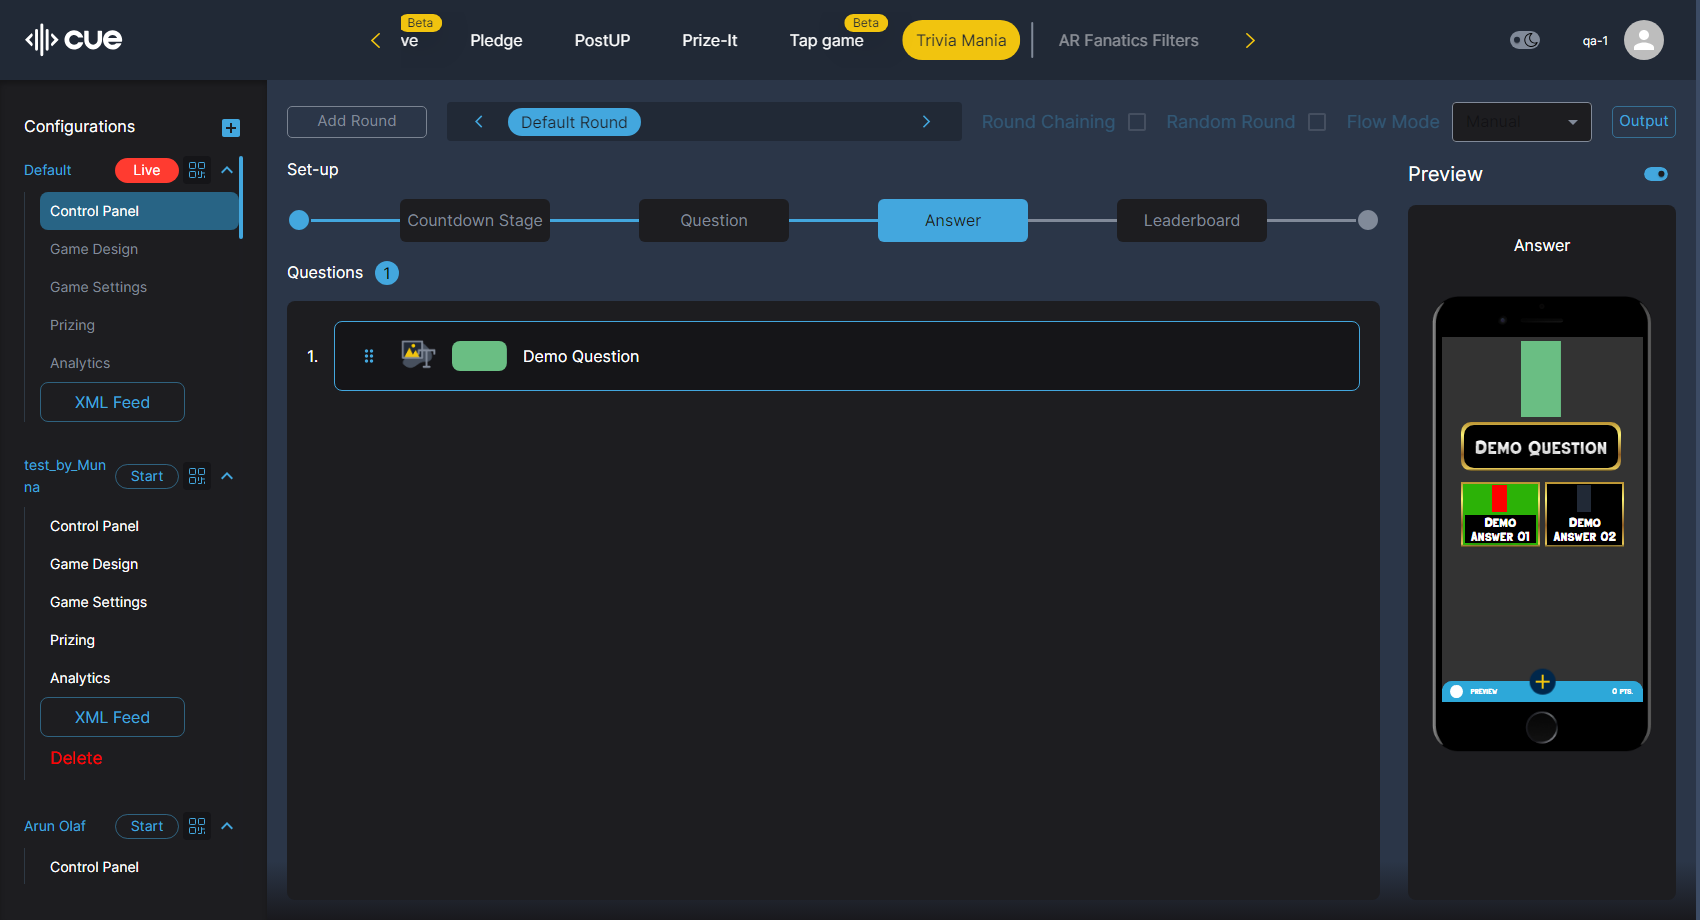 cue
Beta
ve
Pledge
PostUP
Prize-It
Beta
Tap game
Trivia Mania
AR Fanatics Filters
qa-1
Configurations
Default
Live
Control Panel
Game Design
Game Settings
Prizing
Analytics
XML Feed
test_by_Mun
na
Start
Control Panel
Game Design
Game Settings
Prizing
Analytics
XML Feed
Delete
Arun Olaf
Start
Control Panel
Add Round
Default Round
Round Chaining
Random Round
Flow Mode
Manual
Output
Set-up
Countdown Stage
Question
Answer
Leaderboard
Questions 1
1.
Demo Question
Preview
Answer
Demo Question
Demo
Answer 01
Demo
Answer 02
PREVIEW
0 PTS.